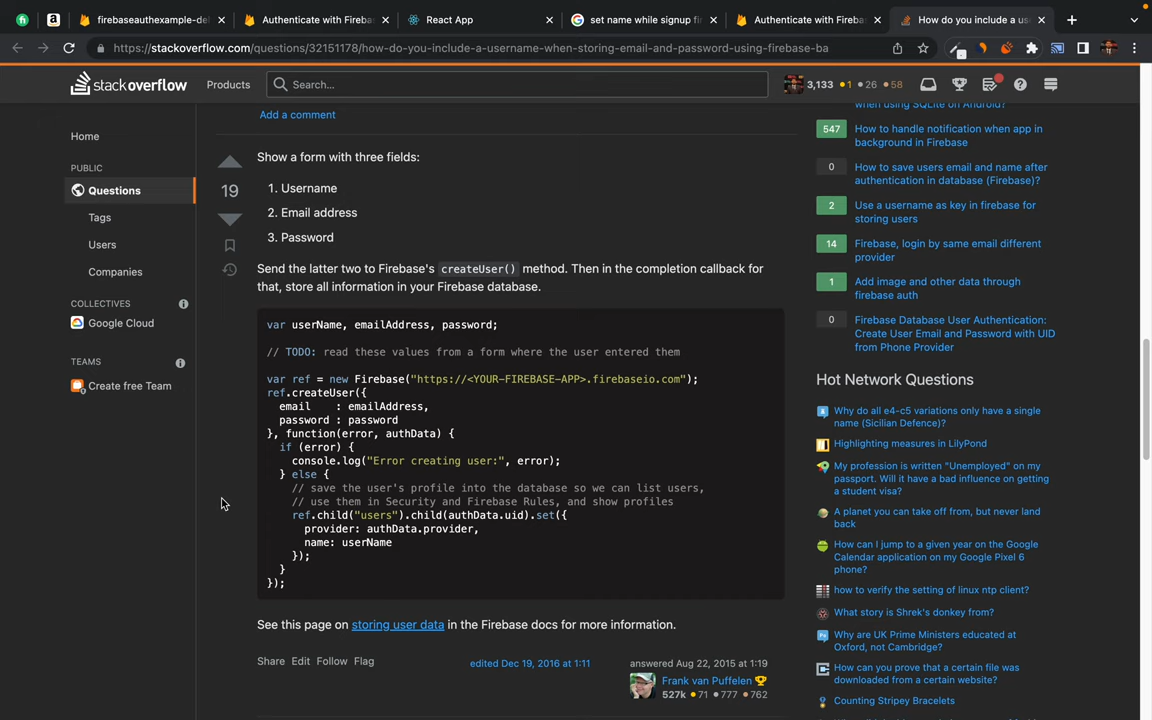 firebaseauthexample-de
Authenticate with Fireba
React App
set name while signup fi
Authenticate with Fireba
How do you include a us
https://stackoverflow.com/questions/32151178/how-do-you-include-a-username-when-storing-email-and-password-using-firebase-ba
stackoverflow
Products
Search...
3,133 1 26 58
Home
PUBLIC
Questions
Tags
Users
Companies
COLLECTIVES
Google Cloud
TEAMS
Create free Team
Add a comment
19
Show a form with three fields:
1. Username
2. Email address
3. Password
Send the latter two to Firebase's createUser() method. Then in the completion callback for
that, store all information in your Firebase database.
var userName, emailAddress, password;
// TODO: read these values from a form where the user entered them
var ref = new Firebase("https://<YOUR-FIREBASE-APP>.firebaseio.com");
ref.createUser({
email : emailAddress,
password : password
}, function(error, authData) {
if (error) {
console.log("Error creating user:", error);
} else {
// save the user's profile into the database so we can list users,
// use them in Security and Firebase Rules, and show profiles
ref.child("users").child(authData.uid).set({
provider: authData.provider,
name: userName
});
}
});
See this page on storing user data in the Firebase docs for more information.
Share Edit Follow Flag
edited Dec 19, 2016 at 1:11
answered Aug 22, 2015 at 1:19
Frank van Puffelen
527k 71 777 762
when using SQLite on Android?
547 How to handle notification when app in
background in Firebase
0 How to save users email and name after
authentication in database (Firebase)?
2 Use a username as key in firebase for
storing users
14 Firebase, login by same email different
provider
1 Add image and other data through
firebase auth
0 Firebase Database User Authentication:
Create User Email and Password with UID
from Phone Provider
Hot Network Questions
Why do all e4-c5 variations only have a single
name (Sicilian Defence)?
Highlighting measures in LilyPond
My profession is written "Unemployed" on my
passport. Will it have a bad influence on getting
a student visa?
A planet you can take off from, but never land
back
How can I jump to a given year on the Google
Calendar application on my Google Pixel 6
phone?
how to verify the setting of linux ntp client?
What story is Shrek's donkey from?
Why are UK Prime Ministers educated at
Oxford, not Cambridge?
How can you prove that a certain file was
downloaded from a certain website?
Counting Stripey Brackets